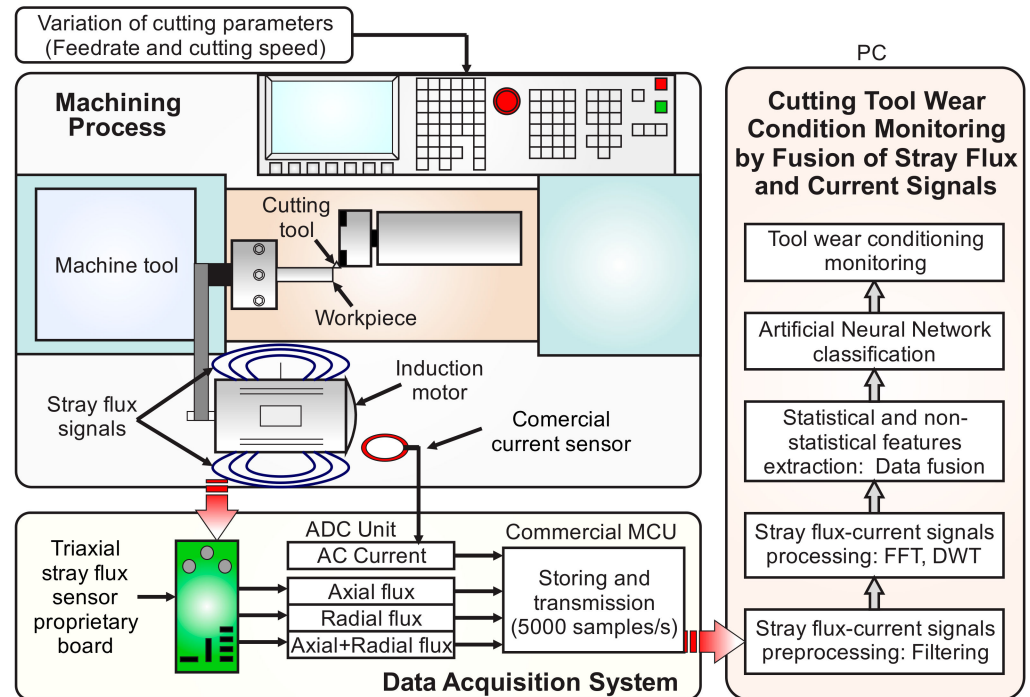 Variation of cutting parameters
(Feedrate and cutting speed)
Machining
Process
Cutting
tool
Machine tool
Workpiece
Induction
motor
Stray flux
signals
Comercial
current sensor
Triaxial
stray flux
sensor
proprietary
board
ADC Unit
AC Current
Axial flux
Radial flux
Axial+Radial flux
Commercial MCU
Storing and
transmission
(5000 samples/s)
Data Acquisition System
PC
Cutting Tool Wear
Condition Monitoring
by Fusion of Stray Flux
and Current Signals
Tool wear conditioning
monitoring
Artificial Neural Network
classification
Statistical and non-
statistical features
extraction: Data fusion
Stray flux-current signals
processing: FFT, DWT
Stray flux-current signals
preprocessing: Filtering